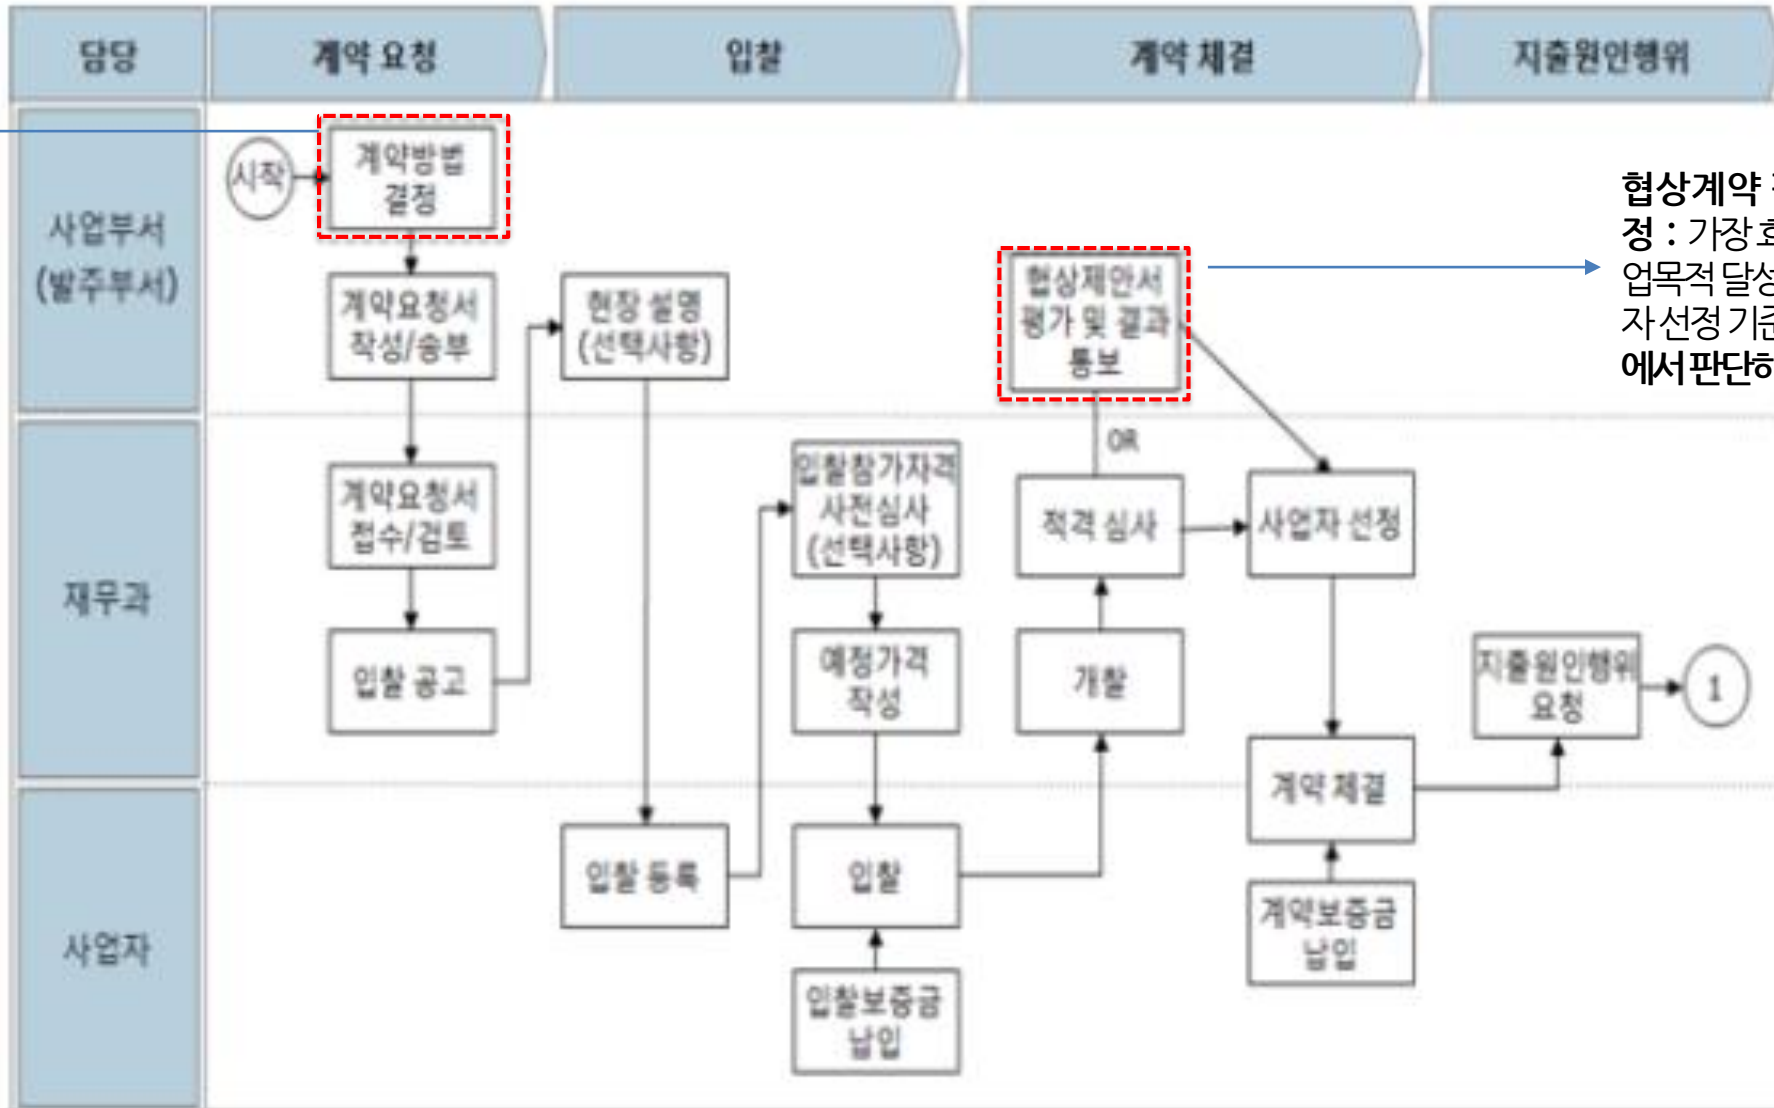 담당
계약 요청
입찰
계약 체결
지출원인행위
사업부서
(발주부서)
시작
계약방법
결정
계약요청서
작성/송부
현장 설명
(선택사항)
협상제안서
평가 및 결과
통보
협상계약
정 : 가장
업목적 달성
자 선정
에서
OR
재무과
계약요청서
접수/검토
입찰 공고
입찰참가자격
사전심사
(선택사항)
예정가격
작성
적격 심사
개찰
사업자 선정
계약 체결
지출원인행위
요청
1
사업자
입찰 등록
입찰
입찰보증금
납입
계약보증금
납입